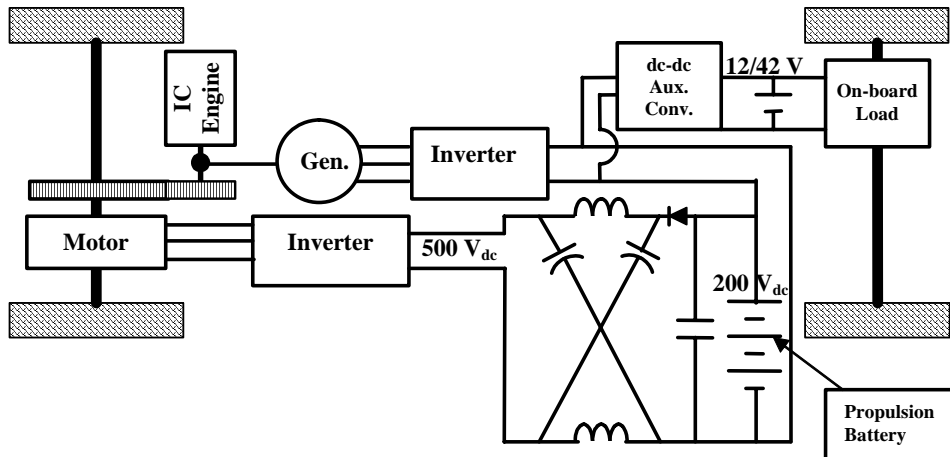 IC
Engine
dc-dc
Aux.
Conv.
12/42 V
On-board
Load
Gen.
Inverter
Motor
Inverter
500 Vdc
200 Vdc
Propulsion
Battery